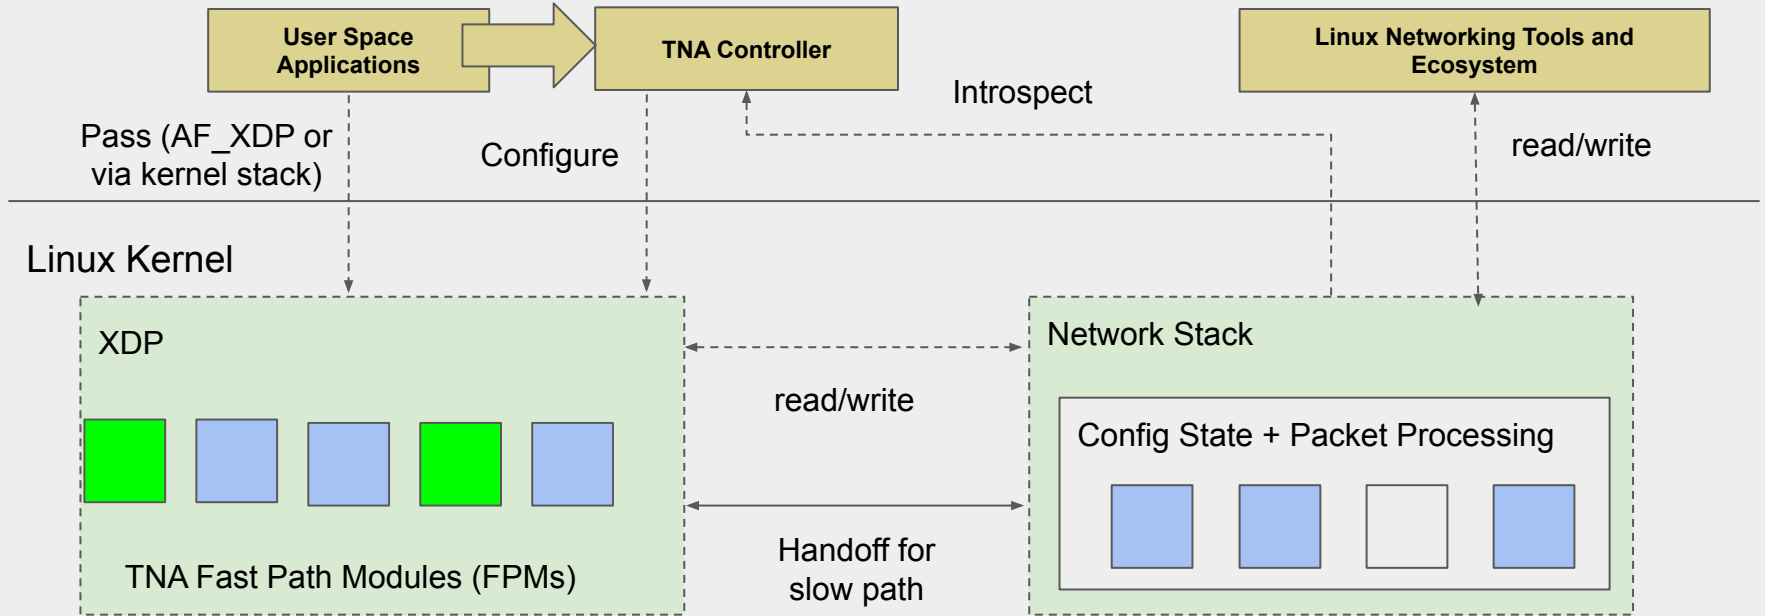 User Space
Applications
TNA Controller
Linux Networking Tools and
Ecosystem
Introspect
Pass (AF_XDP or
via kernel stack)
Configure
read/write
Linux Kernel
XDP
Network Stack
read/write
Config State + Packet Processing
Handoff for
slow path
TNA Fast Path Modules (FPMs)